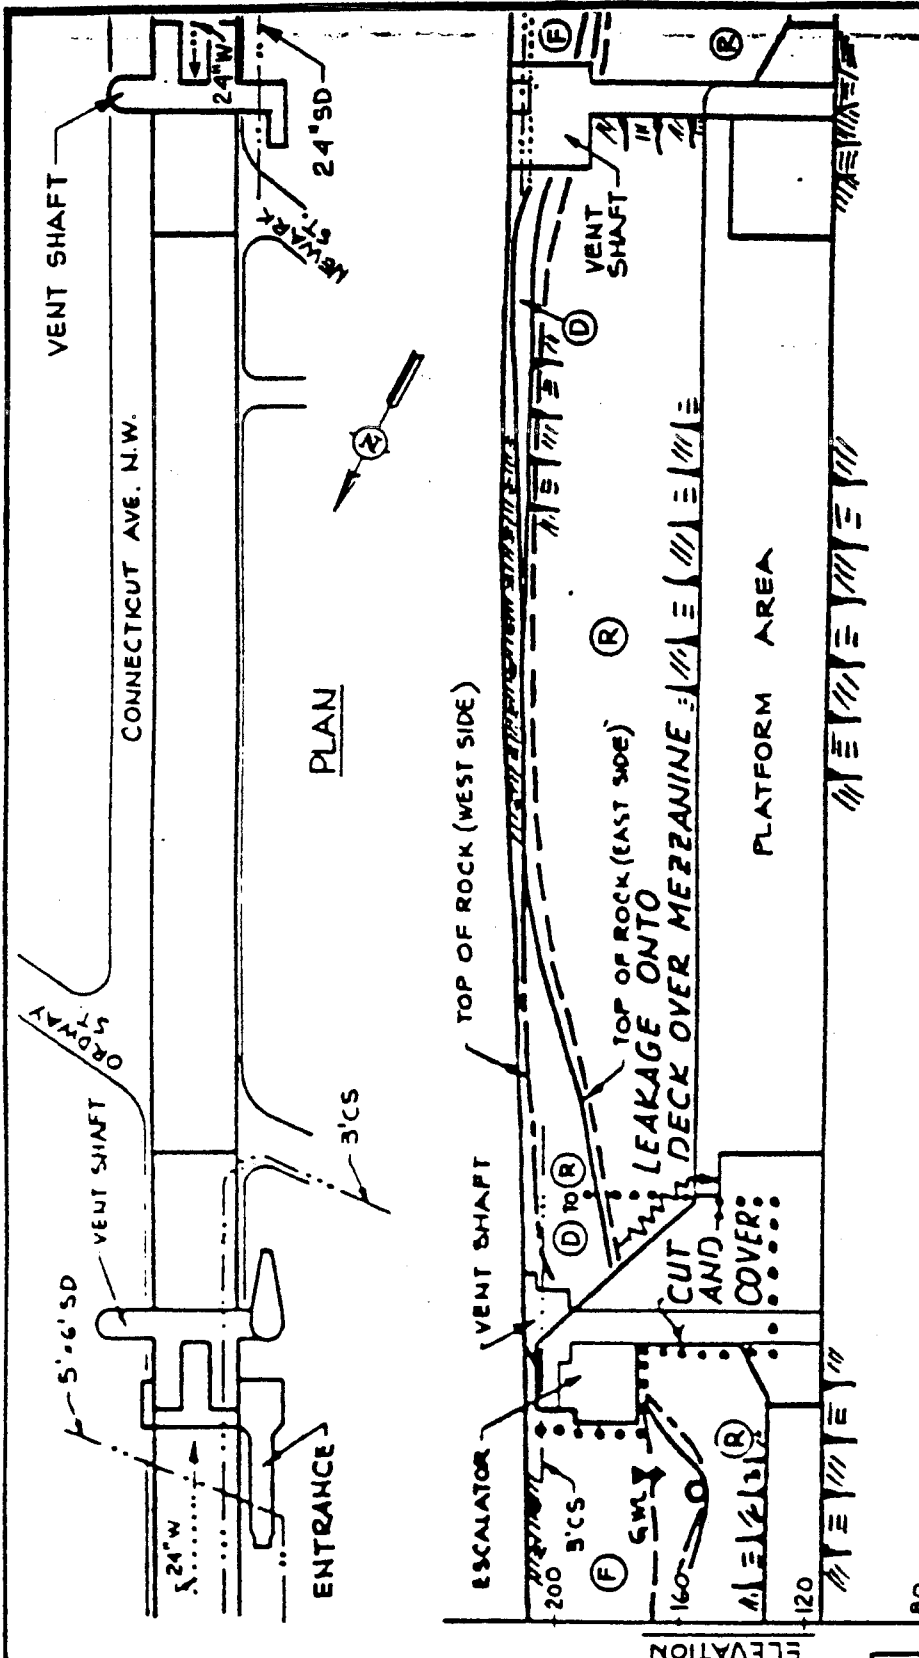 VENT SHAFT
24"W
24"SD
NEWARK
ST.
CONNECTICUT AVE. N.W.
N
PLAN
ORDWAY
ST
VENT SHAFT
3'CS
5'·6'SD
24"W
ENTRANCE
F
R
VENT
SHAFT
D
R
TOP OF ROCK (WEST SIDE)
TOP OF ROCK (EAST SIDE)
LEAKAGE ONTO
DECK OVER MEZZANINE
PLATFORM AREA
VENT SHAFT
D TO R
CUT
AND
COVER
ESCALATOR
3'CS
GWL
F
R
200
160
120
80
ELEVATION